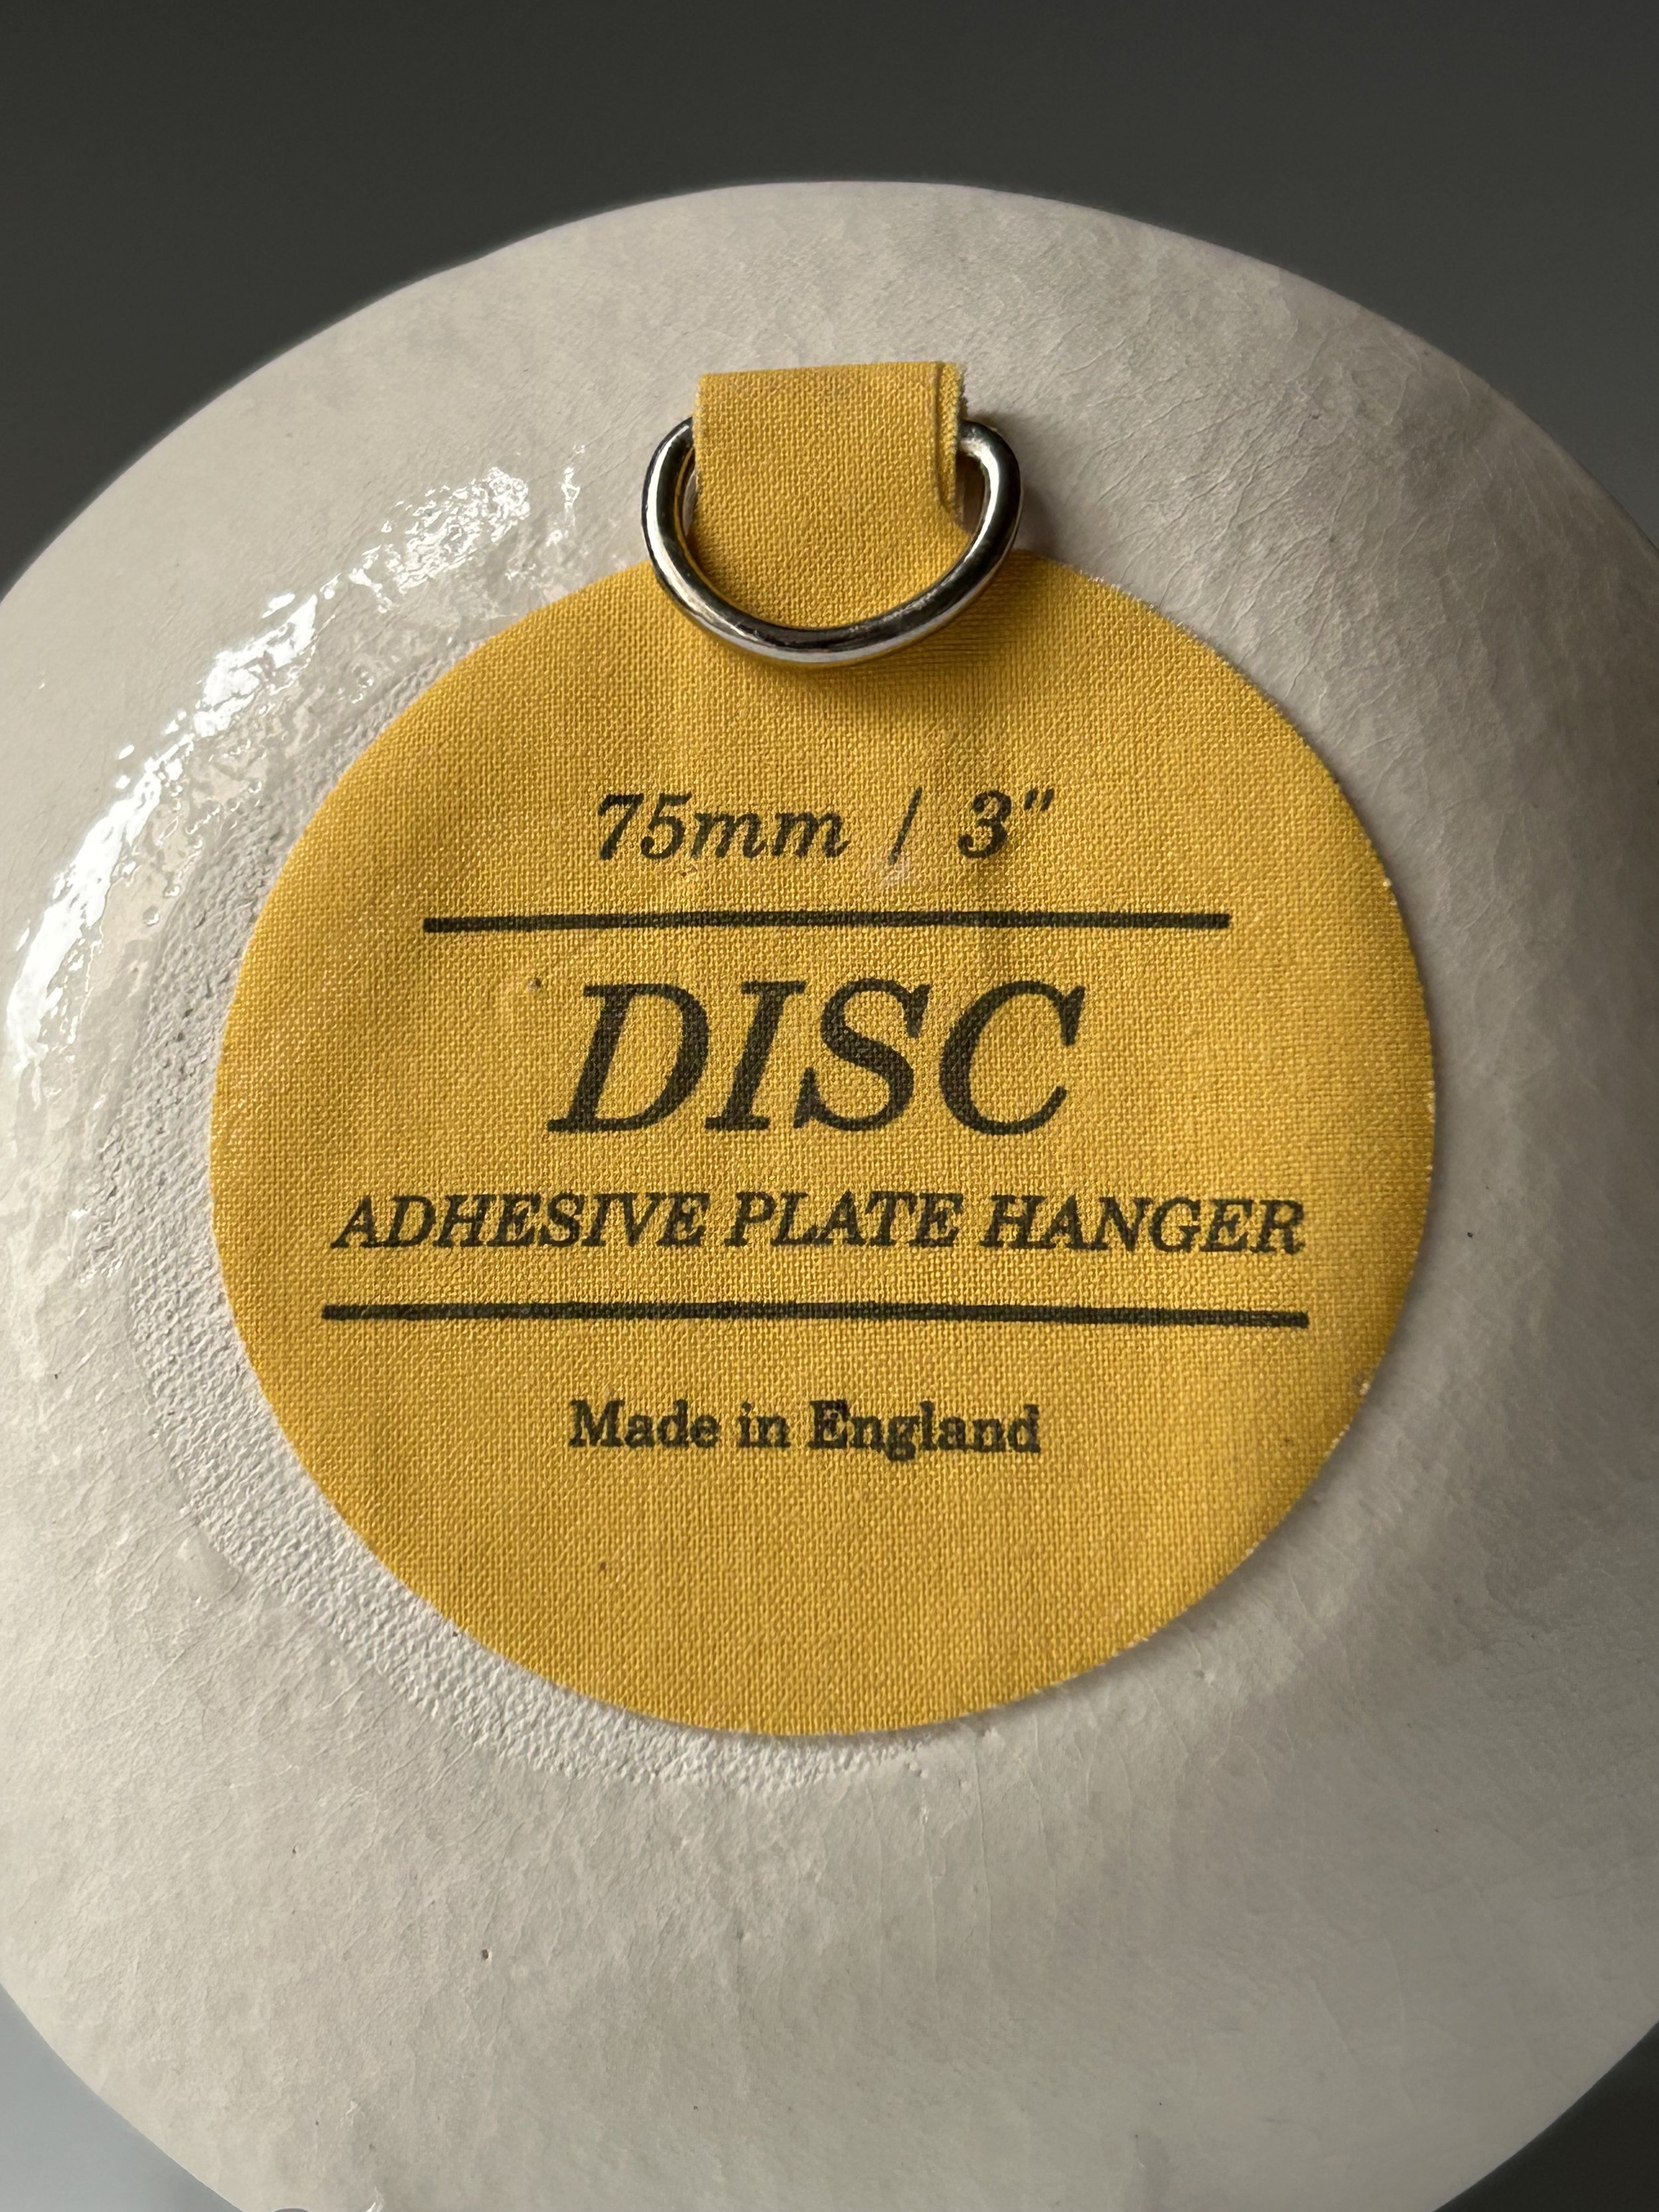 75mm / 3"
DISC
ADHESIVE PLATE HANGER
Made in England